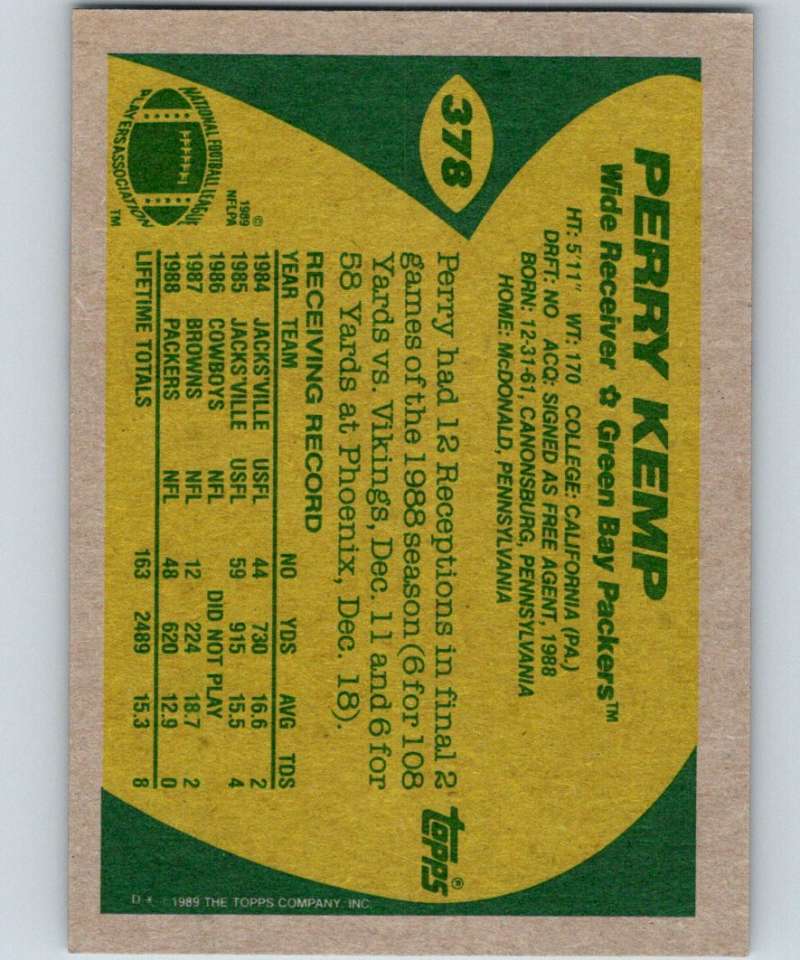 378
PERRY KEMP
Wide Receiver ✩ Green Bay Packers™
HT: 5'11" WT: 170 COLLEGE: CALIFORNIA (PA.)
DRFT: NO ACQ: SIGNED AS FREE AGENT, 1988
BORN: 12-31-61, CANONSBURG, PENNSYLVANIA
HOME: McDONALD, PENNSYLVANIA
Perry had 12 Receptions in final 2
games of the 1988 season (6 for 108
Yards vs. Vikings, Dec. 11 and 6 for
58 Yards at Phoenix, Dec. 18).
topps®
RECEIVING RECORD
YEAR TEAM NO YDS AVG TDS
1984 JACKS'VILLE USFL 44 730 16.6 2
1985 JACKS'VILLE USFL 59 915 15.5 4
1986 COWBOYS NFL DID NOT PLAY
1987 BROWNS NFL 12 224 18.7 2
1988 PACKERS NFL 48 620 12.9 0
LIFETIME TOTALS 163 2489 15.3 8
NATIONAL FOOTBALL LEAGUE
PLAYERS ASSOCIATION
TM
©
1989
NFLPA
D* 1989 THE TOPPS COMPANY, INC.